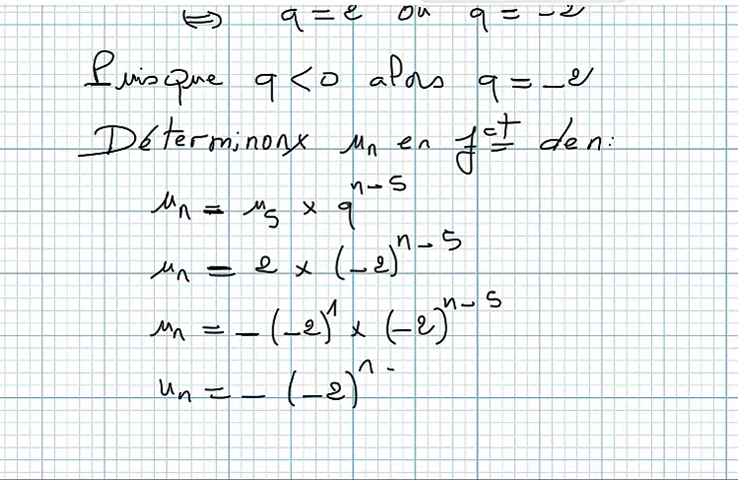 ⟺ q = 2 ou q = -2
Puisque q < 0 alors q = -2
Déterminons un en fct de n:
un = u5 × q^(n-5)
un = 2 × (-2)^(n-5)
un = -(-2)^1 × (-2)^(n-5)
un = -(-2)^(n-